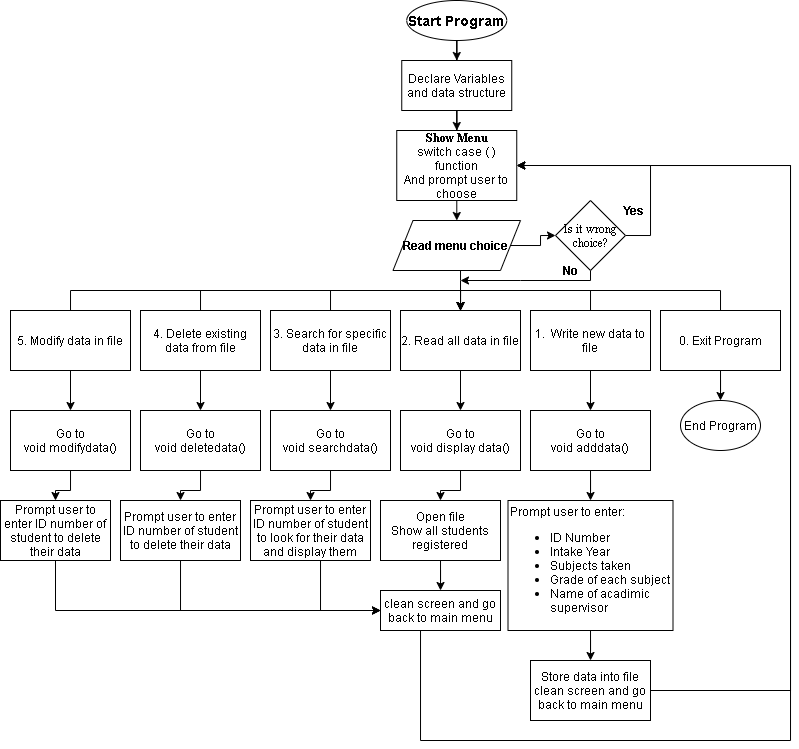 Start Program
Declare Variables
and data structure
Show Menu
switch case ( )
function
And prompt user to
choose
Read menu choice
Is it wrong
choice?
Yes
No
5. Modify data in file
4. Delete existing
data from file
3. Search for specific
data in file
2. Read all data in file
1. Write new data to
file
0. Exit Program
Go to
void modifydata()
Go to
void deletedata()
Go to
void searchdata()
Go to
void display data()
Go to
void adddata()
End Program
Prompt user to
enter ID number of
student to delete
their data
Prompt user to enter
ID number of student
to delete their data
Prompt user to enter
ID number of student
to look for their data
and display them
Open file
Show all students
registered
Prompt user to enter:
• ID Number
• Intake Year
• Subjects taken
• Grade of each subject
• Name of acadimic
supervisor
clean screen and go
back to main menu
Store data into file
clean screen and go
back to main menu